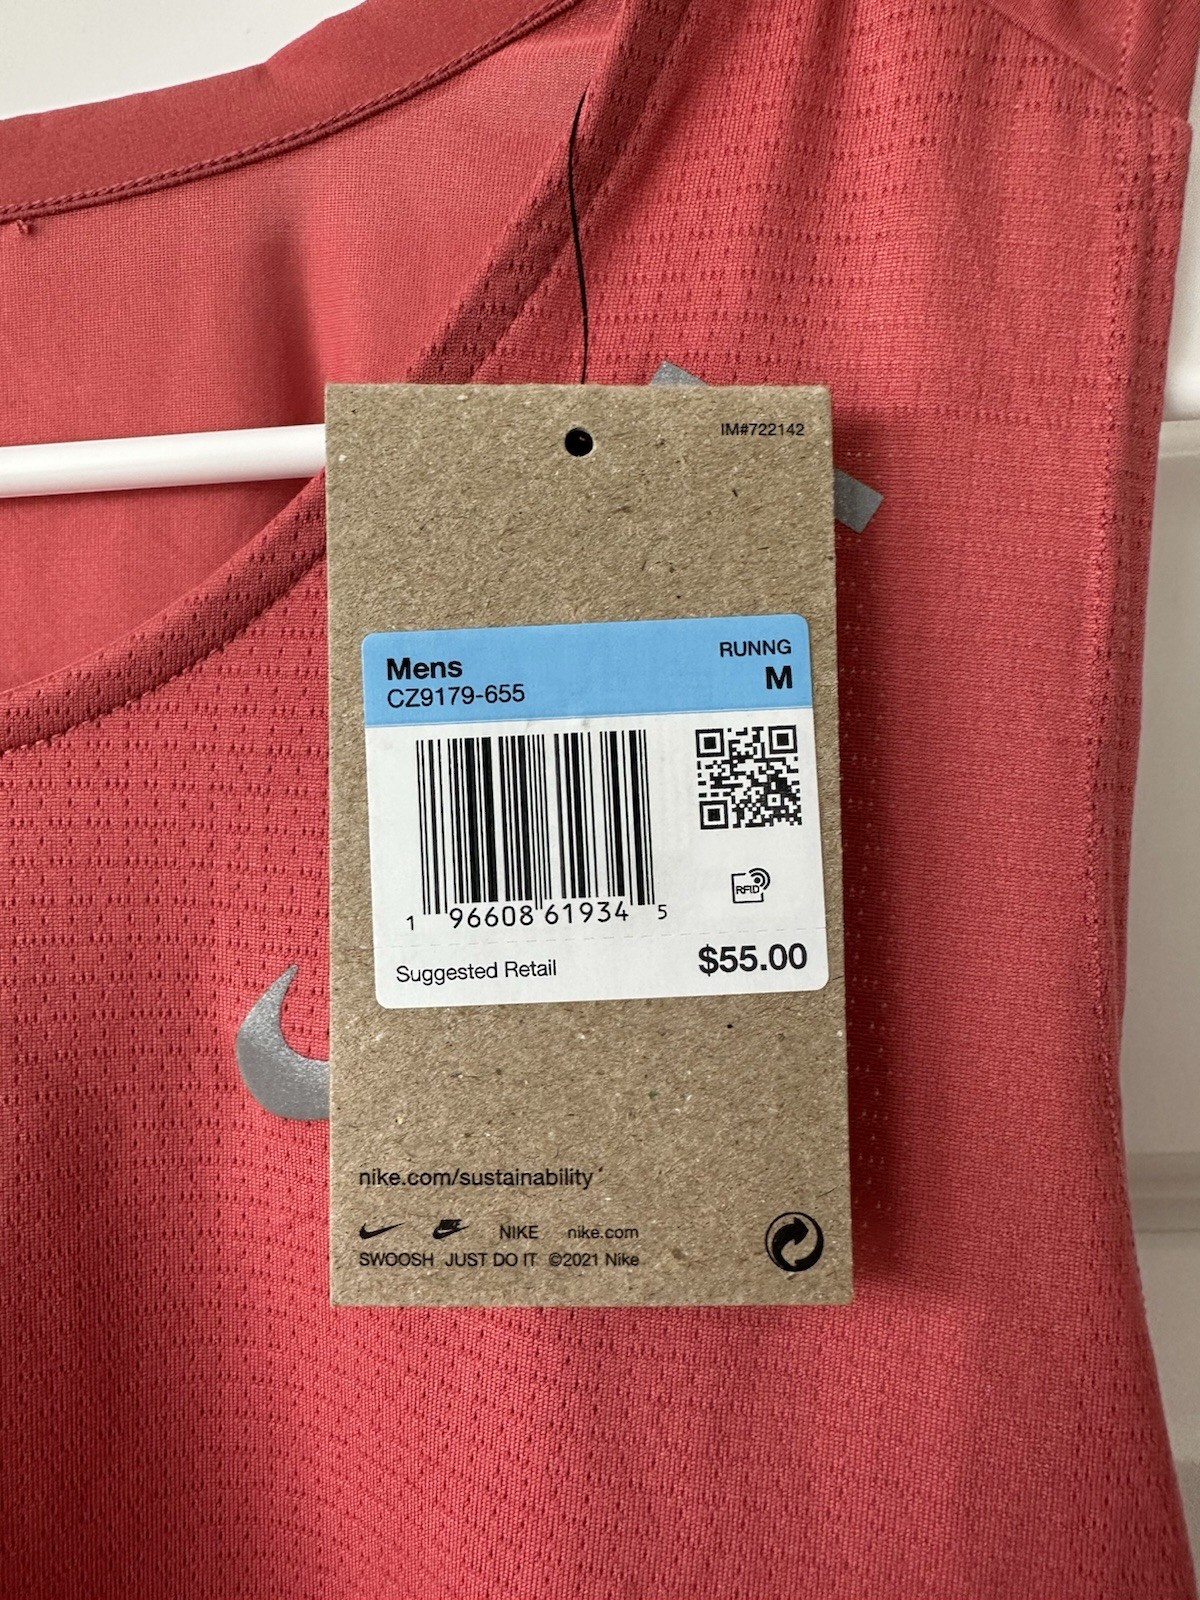 IM#722142
Mens
RUNNG
CZ9179-655
M
1 96608 61934 5
RFID
Suggested Retail
$55.00
nike.com/sustainability
NIKE nike.com
SWOOSH JUST DO IT ©2021 Nike